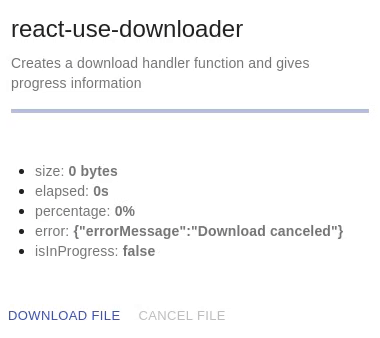 react-use-downloader
Creates a download handler function and gives
progress information
size: 0 bytes
elapsed: 0s
percentage: 0%
error: {"errorMessage":"Download canceled"}
isInProgress: false
DOWNLOAD FILE CANCEL FILE